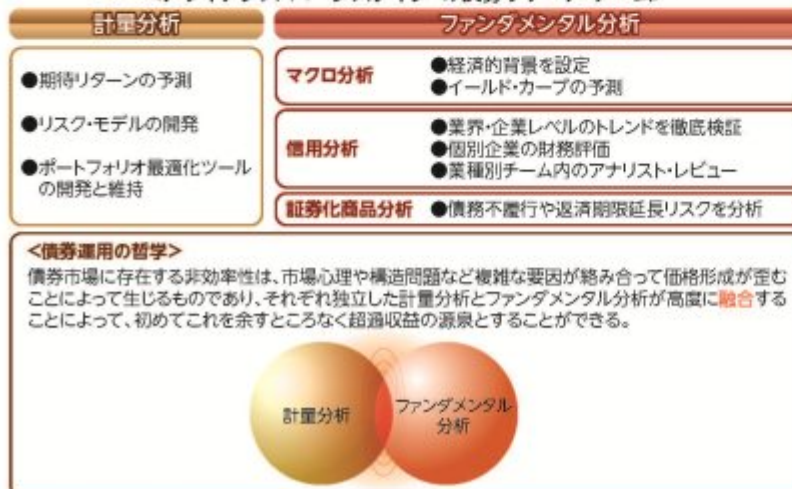 計量分析
ファンダメンタル分析
●期待リターンの予測
●リスク・モデルの開発
●ポートフォリオ最適化ツール
の開発と維持
マクロ分析
●経済的背景を設定
●イールド・カーブの予測
信用分析
●業界・企業レベルのトレンドを徹底検証
●個別企業の財務評価
●業種別チーム内のアナリスト・レビュー
証券化商品分析
●債務不履行や返済期限延長リスクを分析
<債券運用の哲学>
債券市場に存在する非効率性は、市場心理や構造問題など複雑な要因が絡み合って価格形成が歪む
ことによって生じるものであり、それぞれ独立した計量分析とファンダメンタル分析が高度に融合する
ことによって、初めてこれを余すところなく超過収益の源泉とすることができる。
計量分析
ファンダメンタル
分析